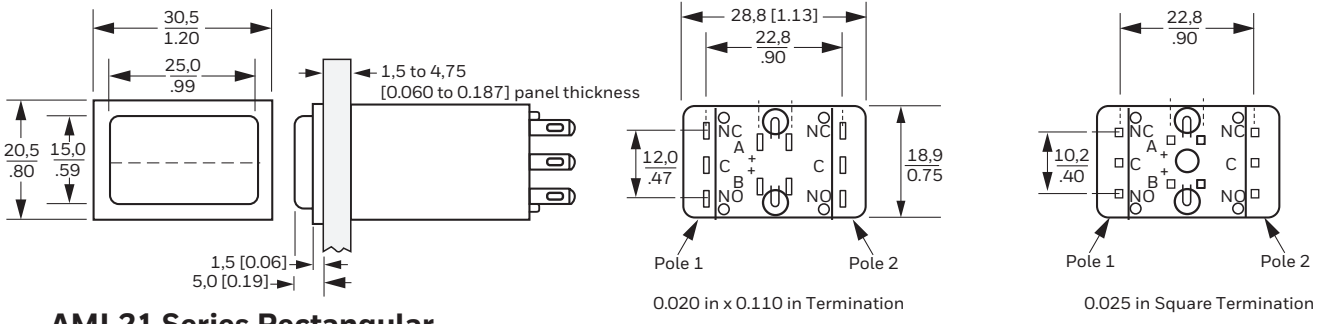 30,5
1.20
25,0
.99
20,5
.80
15,0
.59
1,5 to 4,75
[0.060 to 0.187] panel thickness
1,5 [0.06]
5,0 [0.19]
28,8 [1.13]
22,8
.90
12,0
.47
NC
NC
A
+
C
C
+
B
NO
NO
18,9
0.75
Pole 1
Pole 2
0.020 in x 0.110 in Termination
22,8
.90
10,2
.40
NC
NC
A
+
C
C
+
B
NO
NO
Pole 1
Pole 2
0.025 in Square Termination
AML21 Series Rectangular